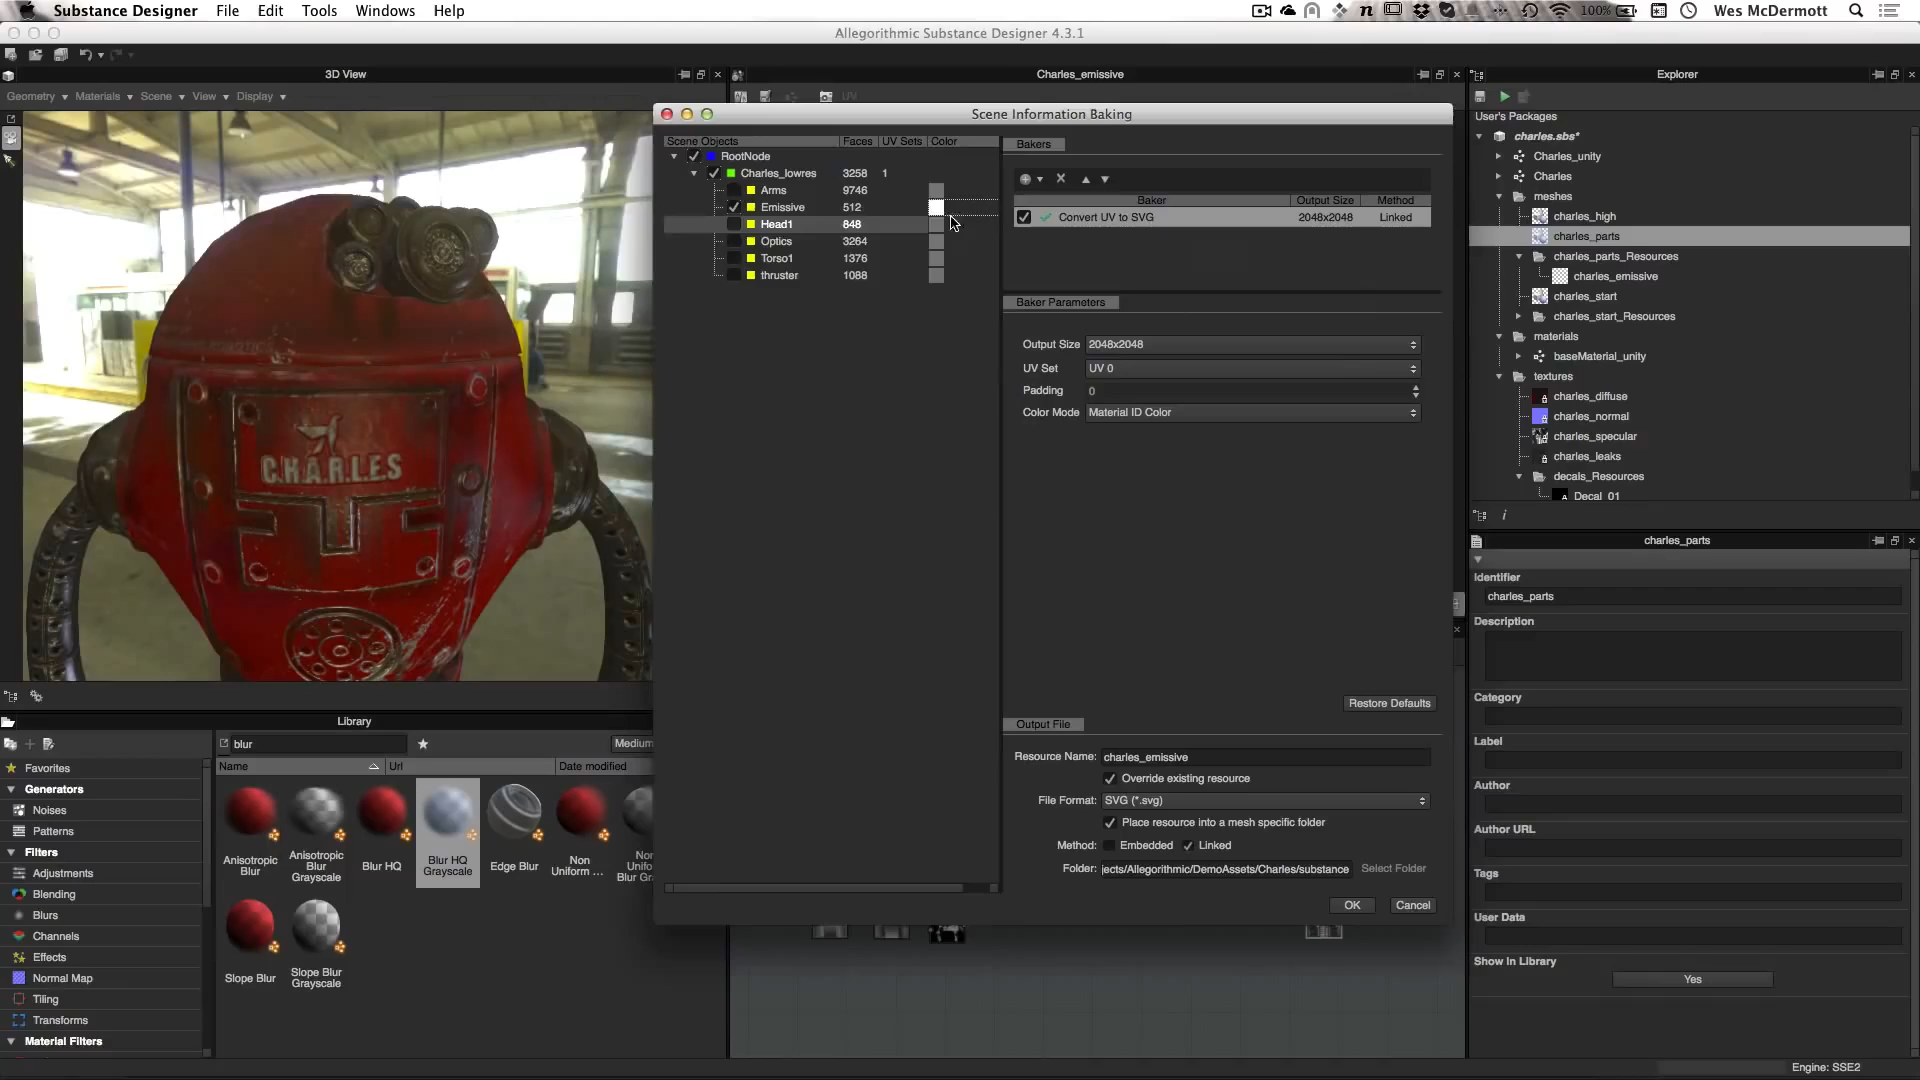 Substance Designer File Edit Tools Windows Help 100% Wes McDermott
Allegorithmic Substance Designer 4.3.1
3D View
Geometry Materials Scene View Display
C.H.A.R.L.E.S
Charles_emissive
UV
Scene Information Baking
Scene Objects Faces UV Sets Color
RootNode
Charles_lowres 3258 1
Arms 9746
Emissive 512
Head1 848
Optics 3264
Torso1 1376
thruster 1088
Bakers
Baker Output Size Method
Convert UV to SVG 2048x2048 Linked
Baker Parameters
Output Size 2048x2048
UV Set UV 0
Padding 0
Color Mode Material ID Color
Restore Defaults
Output File
Resource Name: charles_emissive
Override existing resource
File Format: SVG (*.svg)
Place resource into a mesh specific folder
Method: Embedded Linked
Folder: jects/Allegorithmic/DemoAssets/Charles/substance Select Folder
OK Cancel
Explorer
User's Packages
charles.sbs*
Charles_unity
Charles
meshes
charles_high
charles_parts
charles_parts_Resources
charles_emissive
charles_start
charles_start_Resources
materials
baseMaterial_unity
textures
charles_diffuse
charles_normal
charles_specular
charles_leaks
decals_Resources
Decal_01
charles_parts
Identifier
charles_parts
Description
Category
Label
Author
Author URL
Tags
User Data
Show In Library
Yes
Library
blur
Medium
Name Url Date modified
Favorites
Generators
Noises
Patterns
Filters
Adjustments
Blending
Blurs
Channels
Effects
Normal Map
Tiling
Transforms
Material Filters
Anisotropic
Blur
Anisotropic
Blur
Grayscale
Blur HQ
Blur HQ
Grayscale
Edge Blur
Non
Uniform ...
Slope Blur
Slope Blur
Grayscale
Engine: SSE2